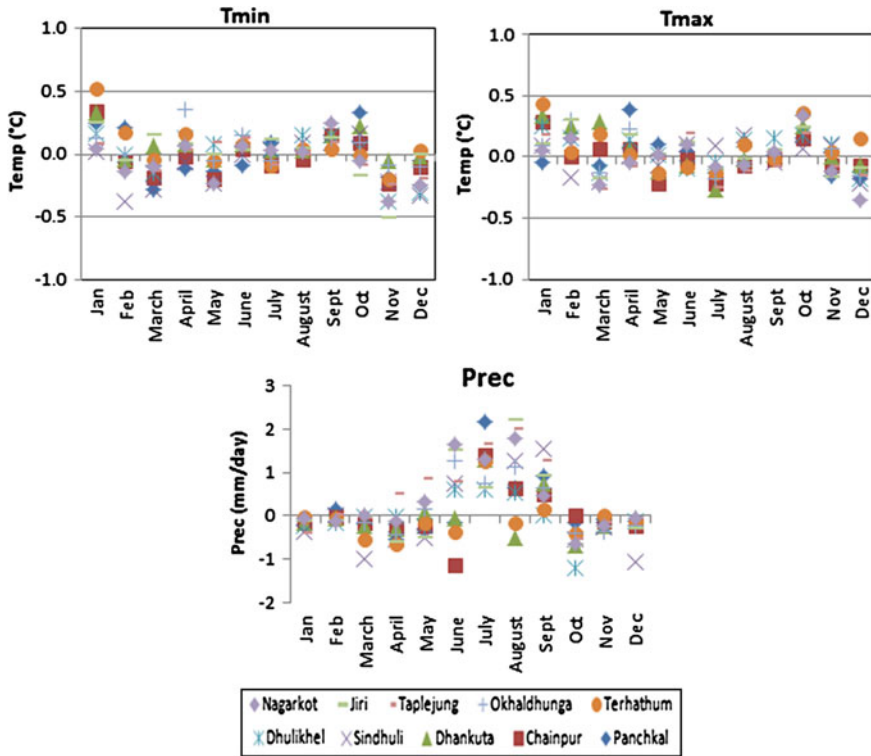 Tmin
Temp (°C)
1.0
0.5
0.0
-0.5
-1.0
Jan
Feb
March
April
May
June
July
August
Sept
Oct
Nov
Dec
Tmax
Temp (°C)
1.0
0.5
0.0
-0.5
-1.0
Jan
Feb
March
April
May
June
July
August
Sept
Oct
Nov
Dec
Prec
Prec (mm/day)
3
2
1
0
-1
-2
Jan
Feb
March
April
May
June
July
August
Sept
Oct
Nov
Dec
Nagarkot Jiri Taplejung Okhaldhunga Terhathum
Dhulikhel Sindhuli Dhankuta Chainpur Panchkal